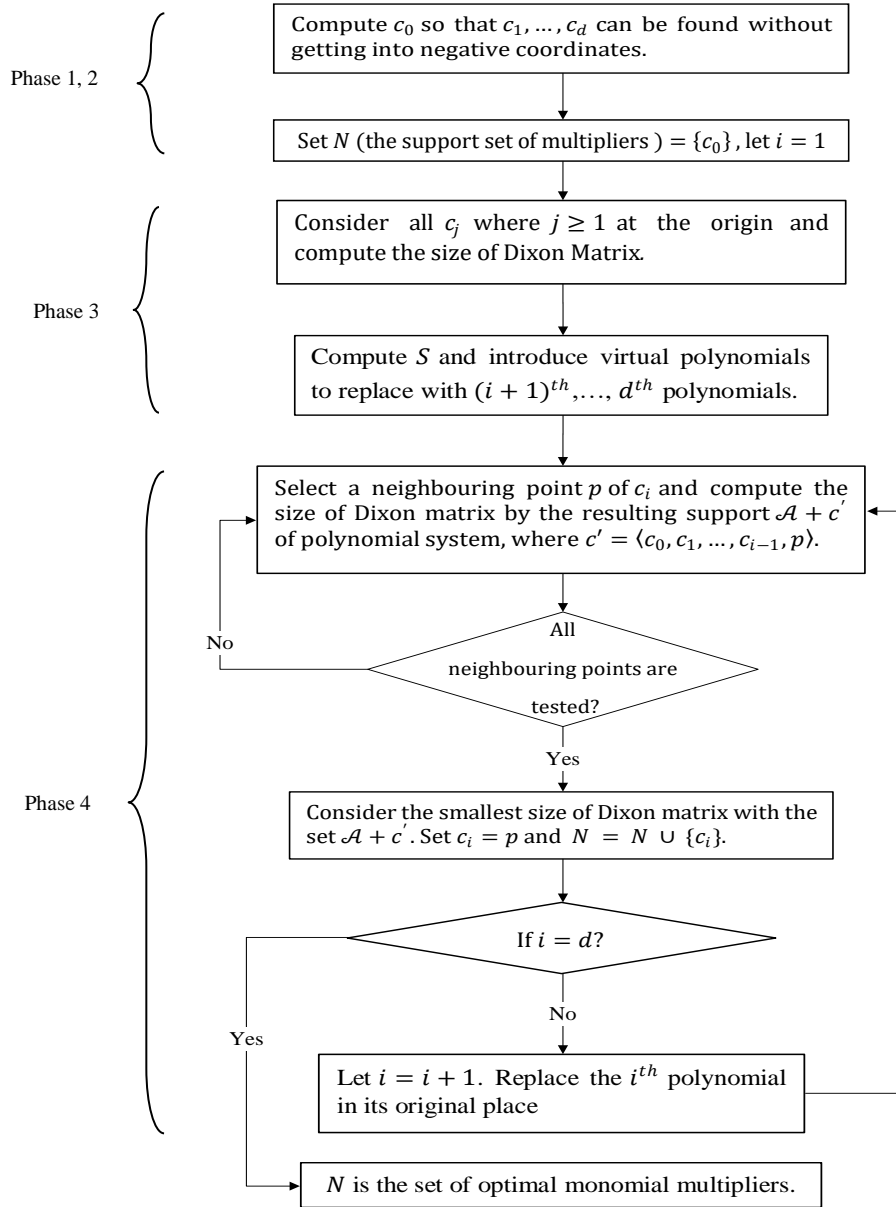 Compute c₀ so that c₁, … , c_d can be found without
getting into negative coordinates.
Phase 1, 2
Set N (the support set of multipliers ) = {c₀} , let i = 1
Consider all c_j where j ≥ 1 at the origin and
compute the size of Dixon Matrix.
Phase 3
Compute S and introduce virtual polynomials
to replace with (i + 1)^{th} ,…, d^{th} polynomials.
Select a neighbouring point p of c_i and compute the
size of Dixon matrix by the resulting support 𝒜 + c′
of polynomial system, where c′ = ⟨c₀, c₁, … , c_{i−1}, p⟩.
No
All
neighbouring points are
tested?
Yes
Phase 4
Consider the smallest size of Dixon matrix with the
set 𝒜 + c′. Set c_i = p and N = N ∪ {c_i}.
If i = d?
No
Yes
Let i = i + 1. Replace the i^{th} polynomial
in its original place
N is the set of optimal monomial multipliers.